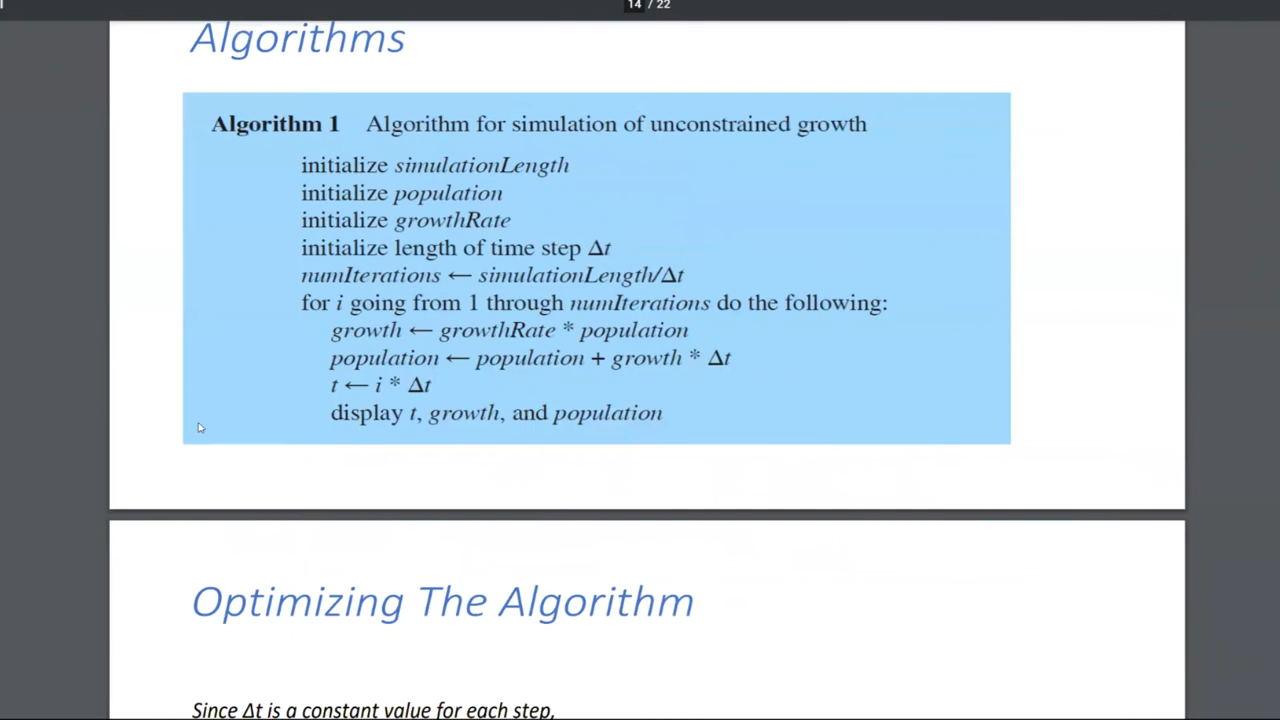 14 / 22
Algorithms
Algorithm 1 Algorithm for simulation of unconstrained growth
initialize simulationLength
initialize population
initialize growthRate
initialize length of time step Δt
numIterations ← simulationLength/Δt
for i going from 1 through numIterations do the following:
growth ← growthRate * population
population ← population + growth * Δt
t ← i * Δt
display t, growth, and population
Optimizing The Algorithm
Since Δt is a constant value for each step,